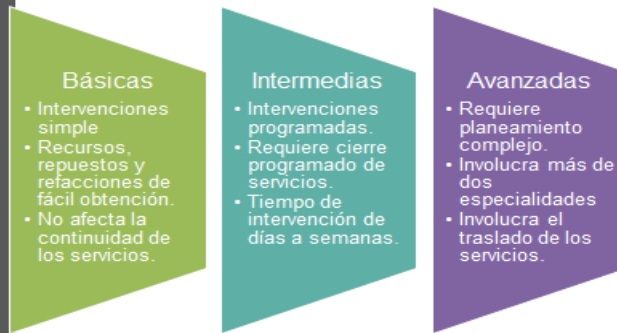 Básicas
• Intervenciones
simple
• Recursos,
repuestos y
refacciones de
fácil obtención.
• No afecta la
continuidad de
los servicios.
Intermedias
• Intervenciones
programadas.
• Requiere cierre
programado de
servicios.
• Tiempo de
intervención de
días a semanas.
Avanzadas
• Requiere
planeamiento
complejo.
• Involucra más de
dos
especialidades
• Involucra el
traslado de los
servicios.